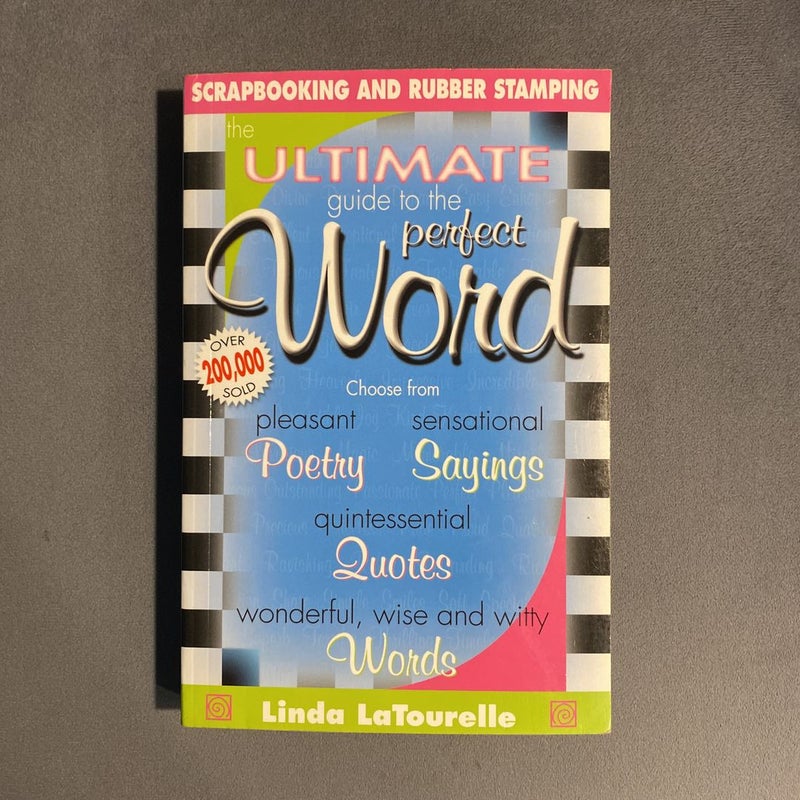 SCRAPBOOKING AND RUBBER STAMPING
the
ULTIMATE
guide to the
perfect
Word
OVER
200,000
SOLD
Choose from
pleasant sensational
Poetry Sayings
quintessential
Quotes
wonderful, wise and witty
Words
Linda LaTourelle